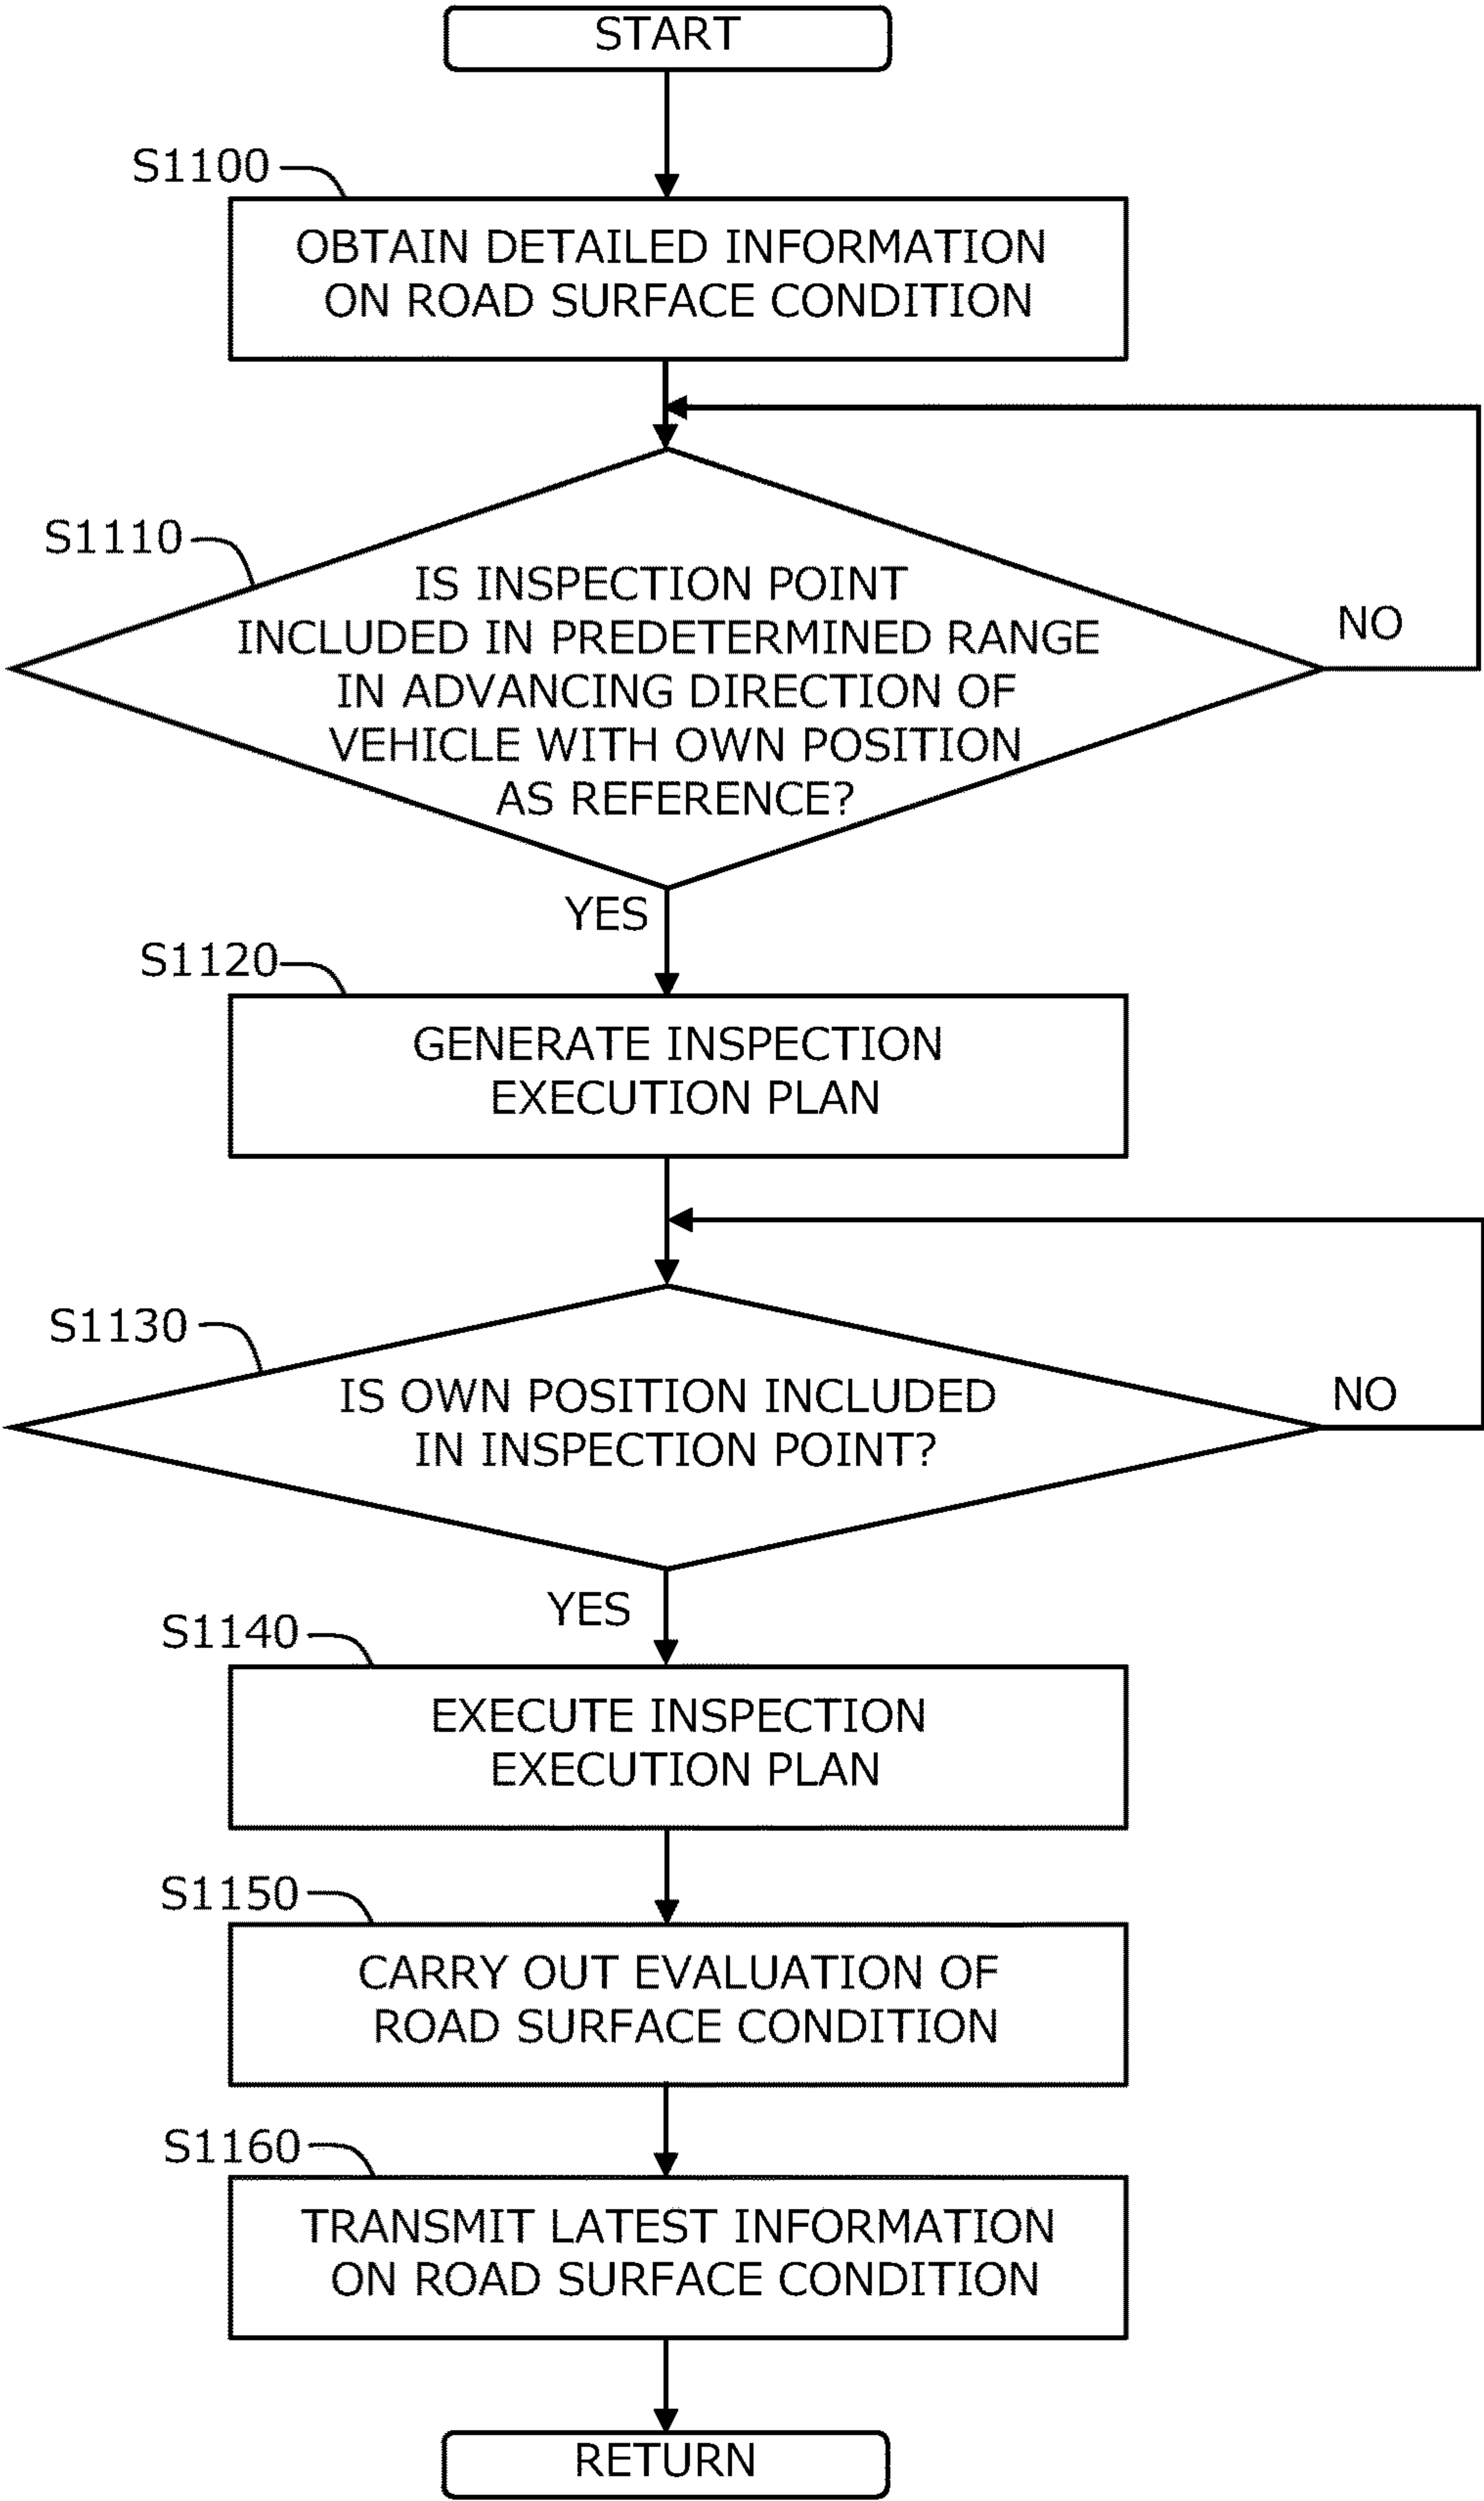 START
S1100
OBTAIN DETAILED INFORMATION
ON ROAD SURFACE CONDITION
S1110
IS INSPECTION POINT
INCLUDED IN PREDETERMINED RANGE
IN ADVANCING DIRECTION OF
VEHICLE WITH OWN POSITION
AS REFERENCE?
NO
YES
S1120
GENERATE INSPECTION
EXECUTION PLAN
S1130
IS OWN POSITION INCLUDED
IN INSPECTION POINT?
NO
YES
S1140
EXECUTE INSPECTION
EXECUTION PLAN
S1150
CARRY OUT EVALUATION OF
ROAD SURFACE CONDITION
S1160
TRANSMIT LATEST INFORMATION
ON ROAD SURFACE CONDITION
RETURN